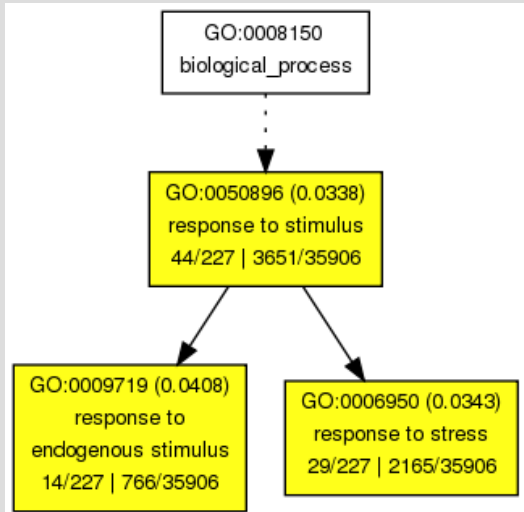 GO:0008150
biological_process
GO:0050896 (0.0338)
response to stimulus
44/227 | 3651/35906
GO:0009719 (0.0408)
response to
endogenous stimulus
14/227 | 766/35906
GO:0006950 (0.0343)
response to stress
29/227 | 2165/35906